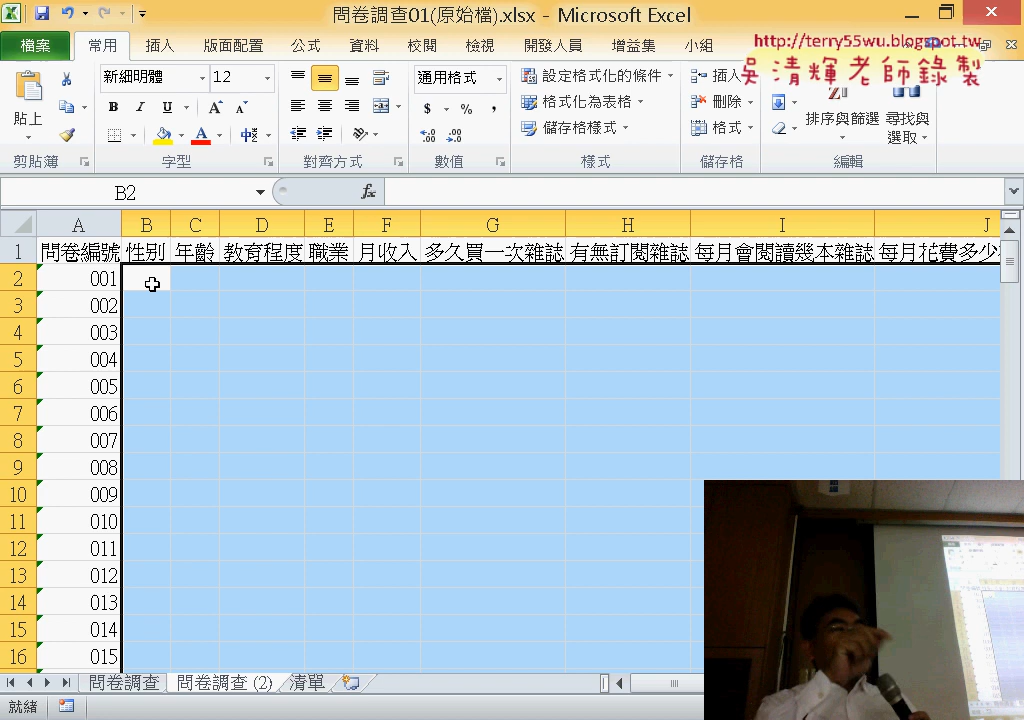 問卷調查01(原始檔).xlsx - Microsoft Excel
檔案 常用 插入 版面配置 公式 資料 校閱 檢視 開發人員 增益集 小組
http://terry55wu.blogspot.tw
吳清輝老師錄製
新細明體 12 通用格式 設定格式化的條件 插入
貼上 B I U A A $ % , 格式化為表格 刪除 排序與篩選 尋找與選取
A 中 .00 儲存格樣式 格式
剪貼簿 字型 對齊方式 數值 樣式 儲存格 編輯
B2 fx
A B C D E F G H I J
1 問卷編號 性別 年齡 教育程度 職業 月收入 多久買一次雜誌 有無訂閱雜誌 每月會閱讀幾本雜誌 每月花費多少
2 001
3 002
4 003
5 004
6 005
7 006
8 007
9 008
10 009
11 010
12 011
13 012
14 013
15 014
16 015
問卷調查 問卷調查 (2) 清單
就緒